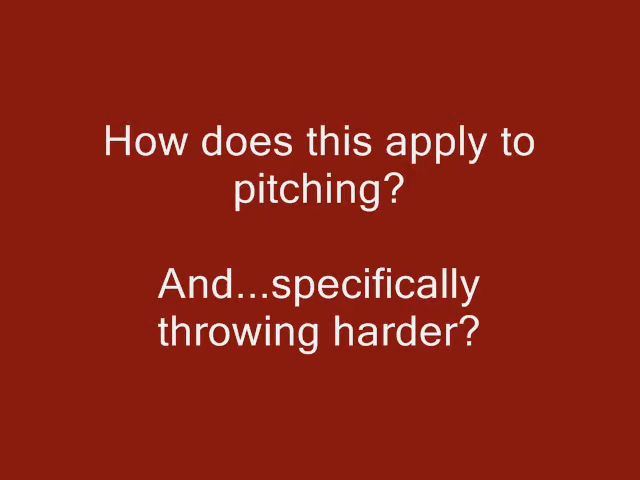 How does this apply to
pitching?
And...specifically
throwing harder?